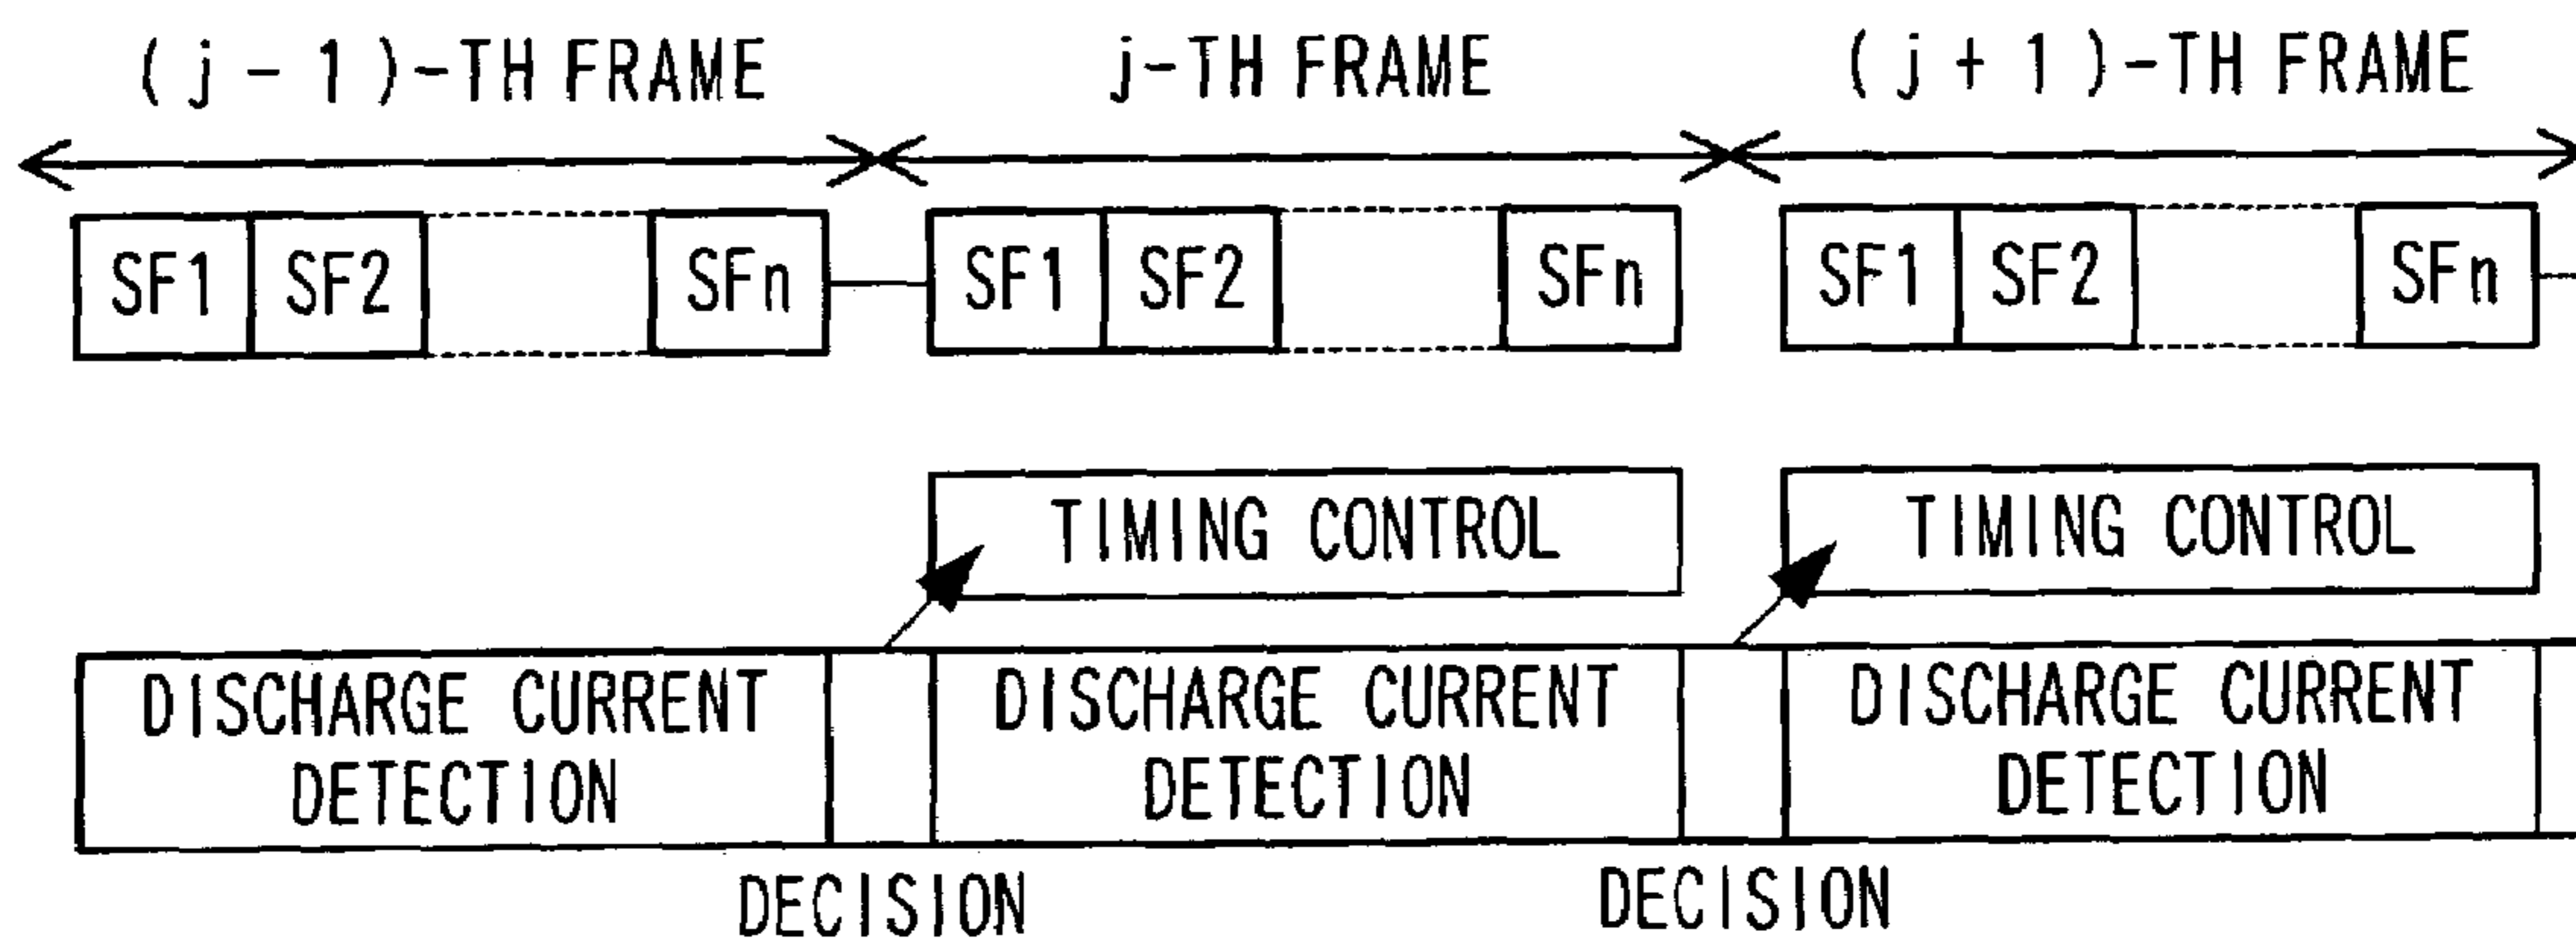 ( j - 1 )-TH FRAME j-TH FRAME ( j + 1 )-TH FRAME
SF1 SF2 SFn SF1 SF2 SFn SF1 SF2 SFn
TIMING CONTROL TIMING CONTROL
DISCHARGE CURRENT DISCHARGE CURRENT DISCHARGE CURRENT
DETECTION DETECTION DETECTION
DECISION DECISION